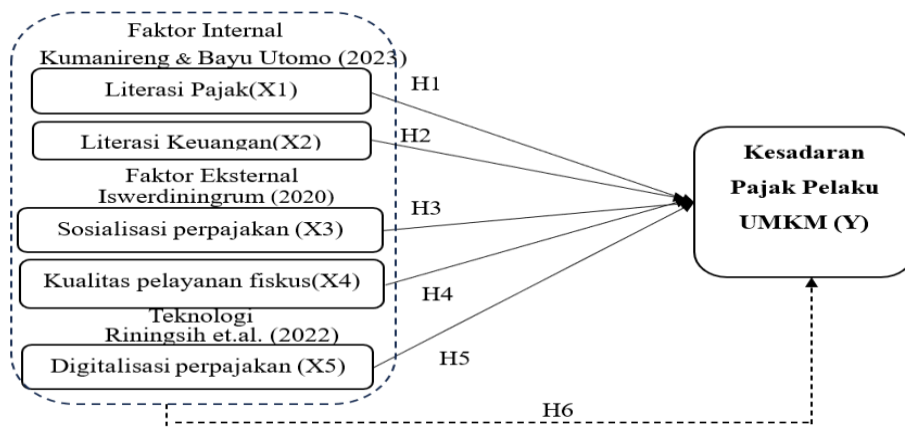 Faktor Internal
Kumanireng & Bayu Utomo (2023)
Literasi Pajak(X1)
H1
Literasi Keuangan(X2)
H2
Faktor Eksternal
Iswerdiningrum (2020)
Sosialisasi perpajakan (X3)
H3
Kualitas pelayanan fiskus(X4)
H4
Teknologi
Riningsih et.al. (2022)
Digitalisasi perpajakan (X5)
H5
Kesadaran
Pajak Pelaku
UMKM (Y)
H6